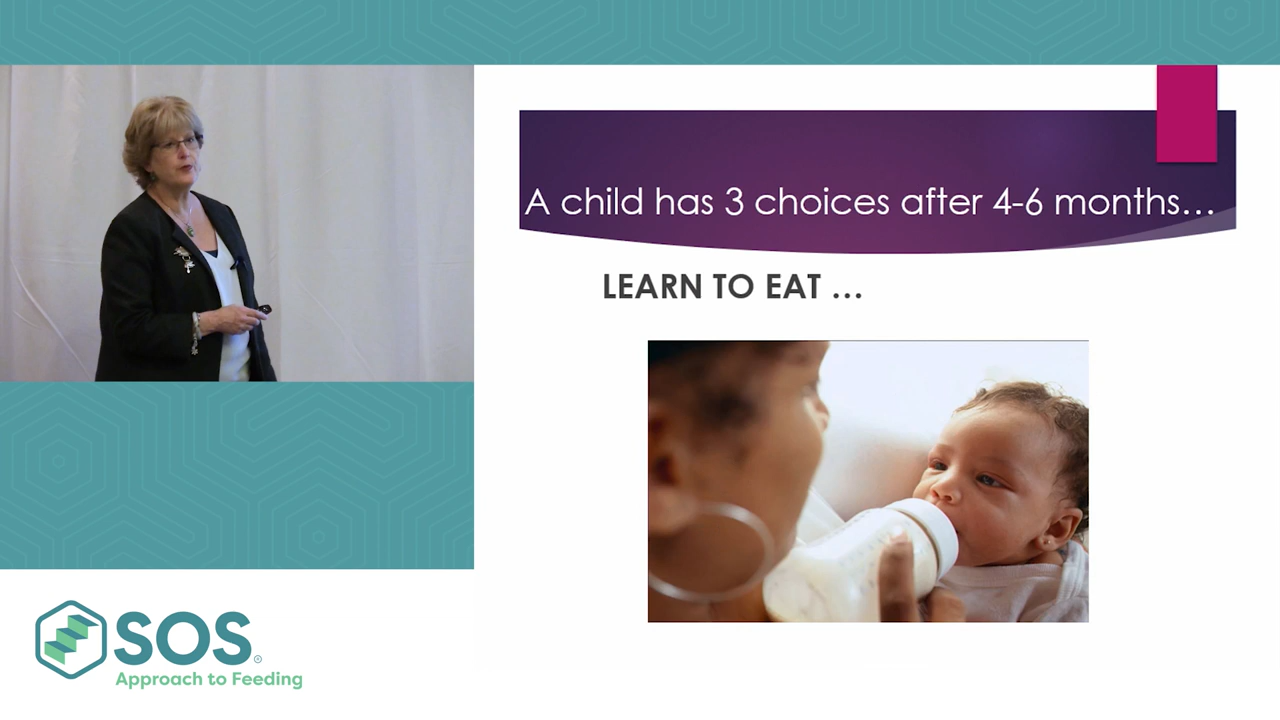 A child has 3 choices after 4-6 months…
LEARN TO EAT …
SOS®
Approach to Feeding